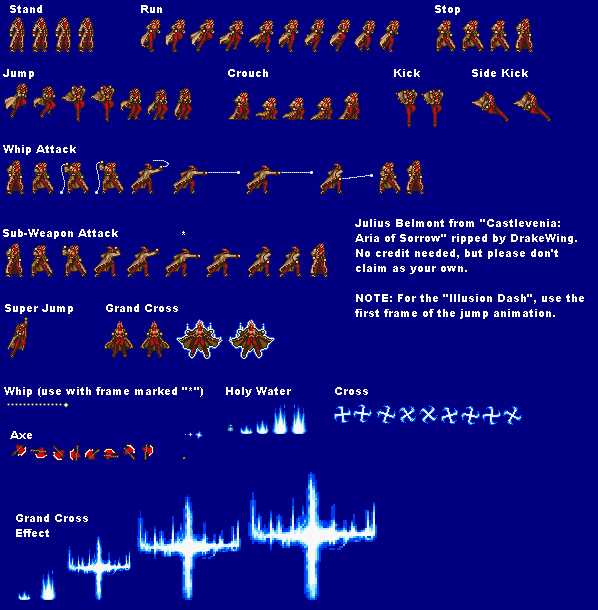 Stand
Run
Stop
Jump
Crouch
Kick
Side Kick
Whip Attack
Sub-Weapon Attack
*
Julius Belmont from "Castlevenia:
Aria of Sorrow" ripped by DrakeWing.
No credit needed, but please don't
claim as your own.
NOTE: For the "Illusion Dash", use the
first frame of the jump animation.
Super Jump
Grand Cross
Whip (use with frame marked "*")
Holy Water
Cross
Axe
Grand Cross
Effect